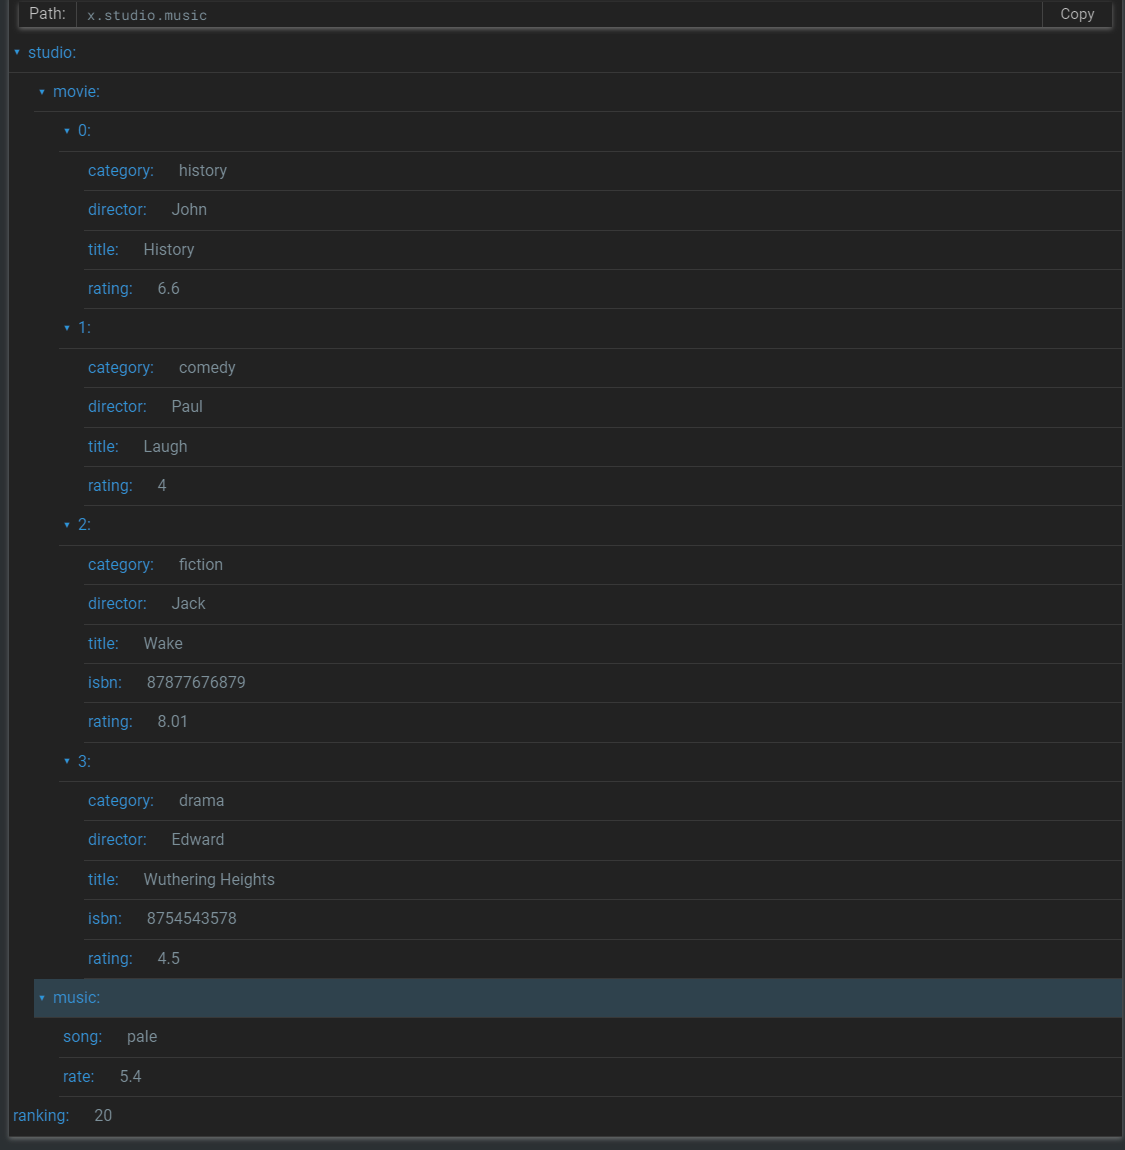 Path: x.studio.music Copy
studio:
movie:
0:
category: history
director: John
title: History
rating: 6.6
1:
category: comedy
director: Paul
title: Laugh
rating: 4
2:
category: fiction
director: Jack
title: Wake
isbn: 87877676879
rating: 8.01
3:
category: drama
director: Edward
title: Wuthering Heights
isbn: 8754543578
rating: 4.5
music:
song: pale
rate: 5.4
ranking: 20